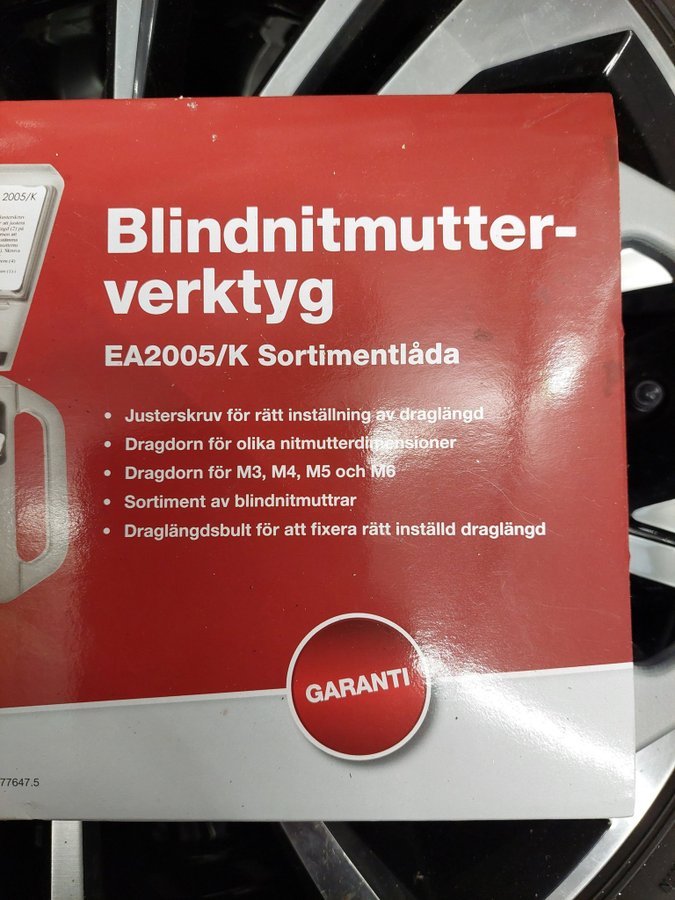 2005/K
Blindnitmutter-
verktyg
EA2005/K Sortimentlåda
• Justerskruv för rätt inställning av draglängd
• Dragdorn för olika nitmutterdimensioner
• Dragdorn för M3, M4, M5 och M6
• Sortiment av blindnitmuttrar
• Draglängdsbult för att fixera rätt inställd draglängd
GARANTI
77647.5